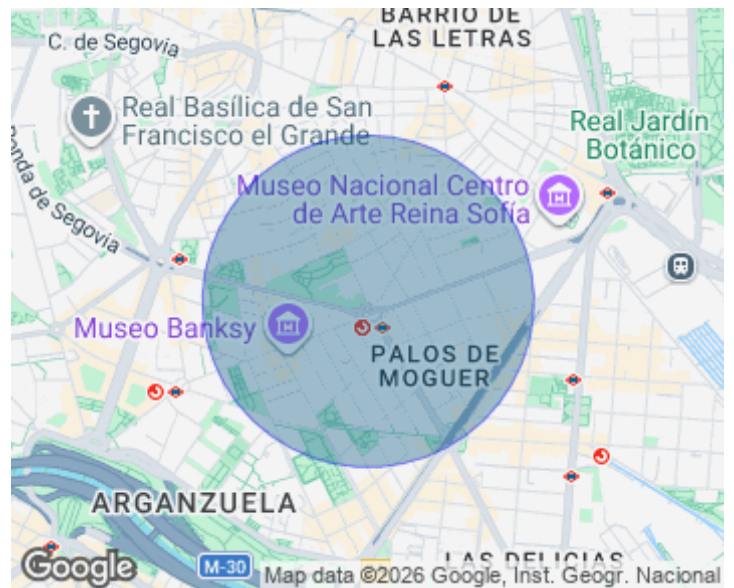 BARRIO DE
LAS LETRAS
C. de Segovia
Real Basílica de San
Francisco el Grande
Real Jardín
Botánico
Ronda de Segovia
Museo Nacional Centro
de Arte Reina Sofía
Museo Banksy
PALOS DE
MOGUER
ARGANZUELA
LAS DELICIAS
Google
M-30
Map data ©2026 Google, Inst. Geogr. Nacional